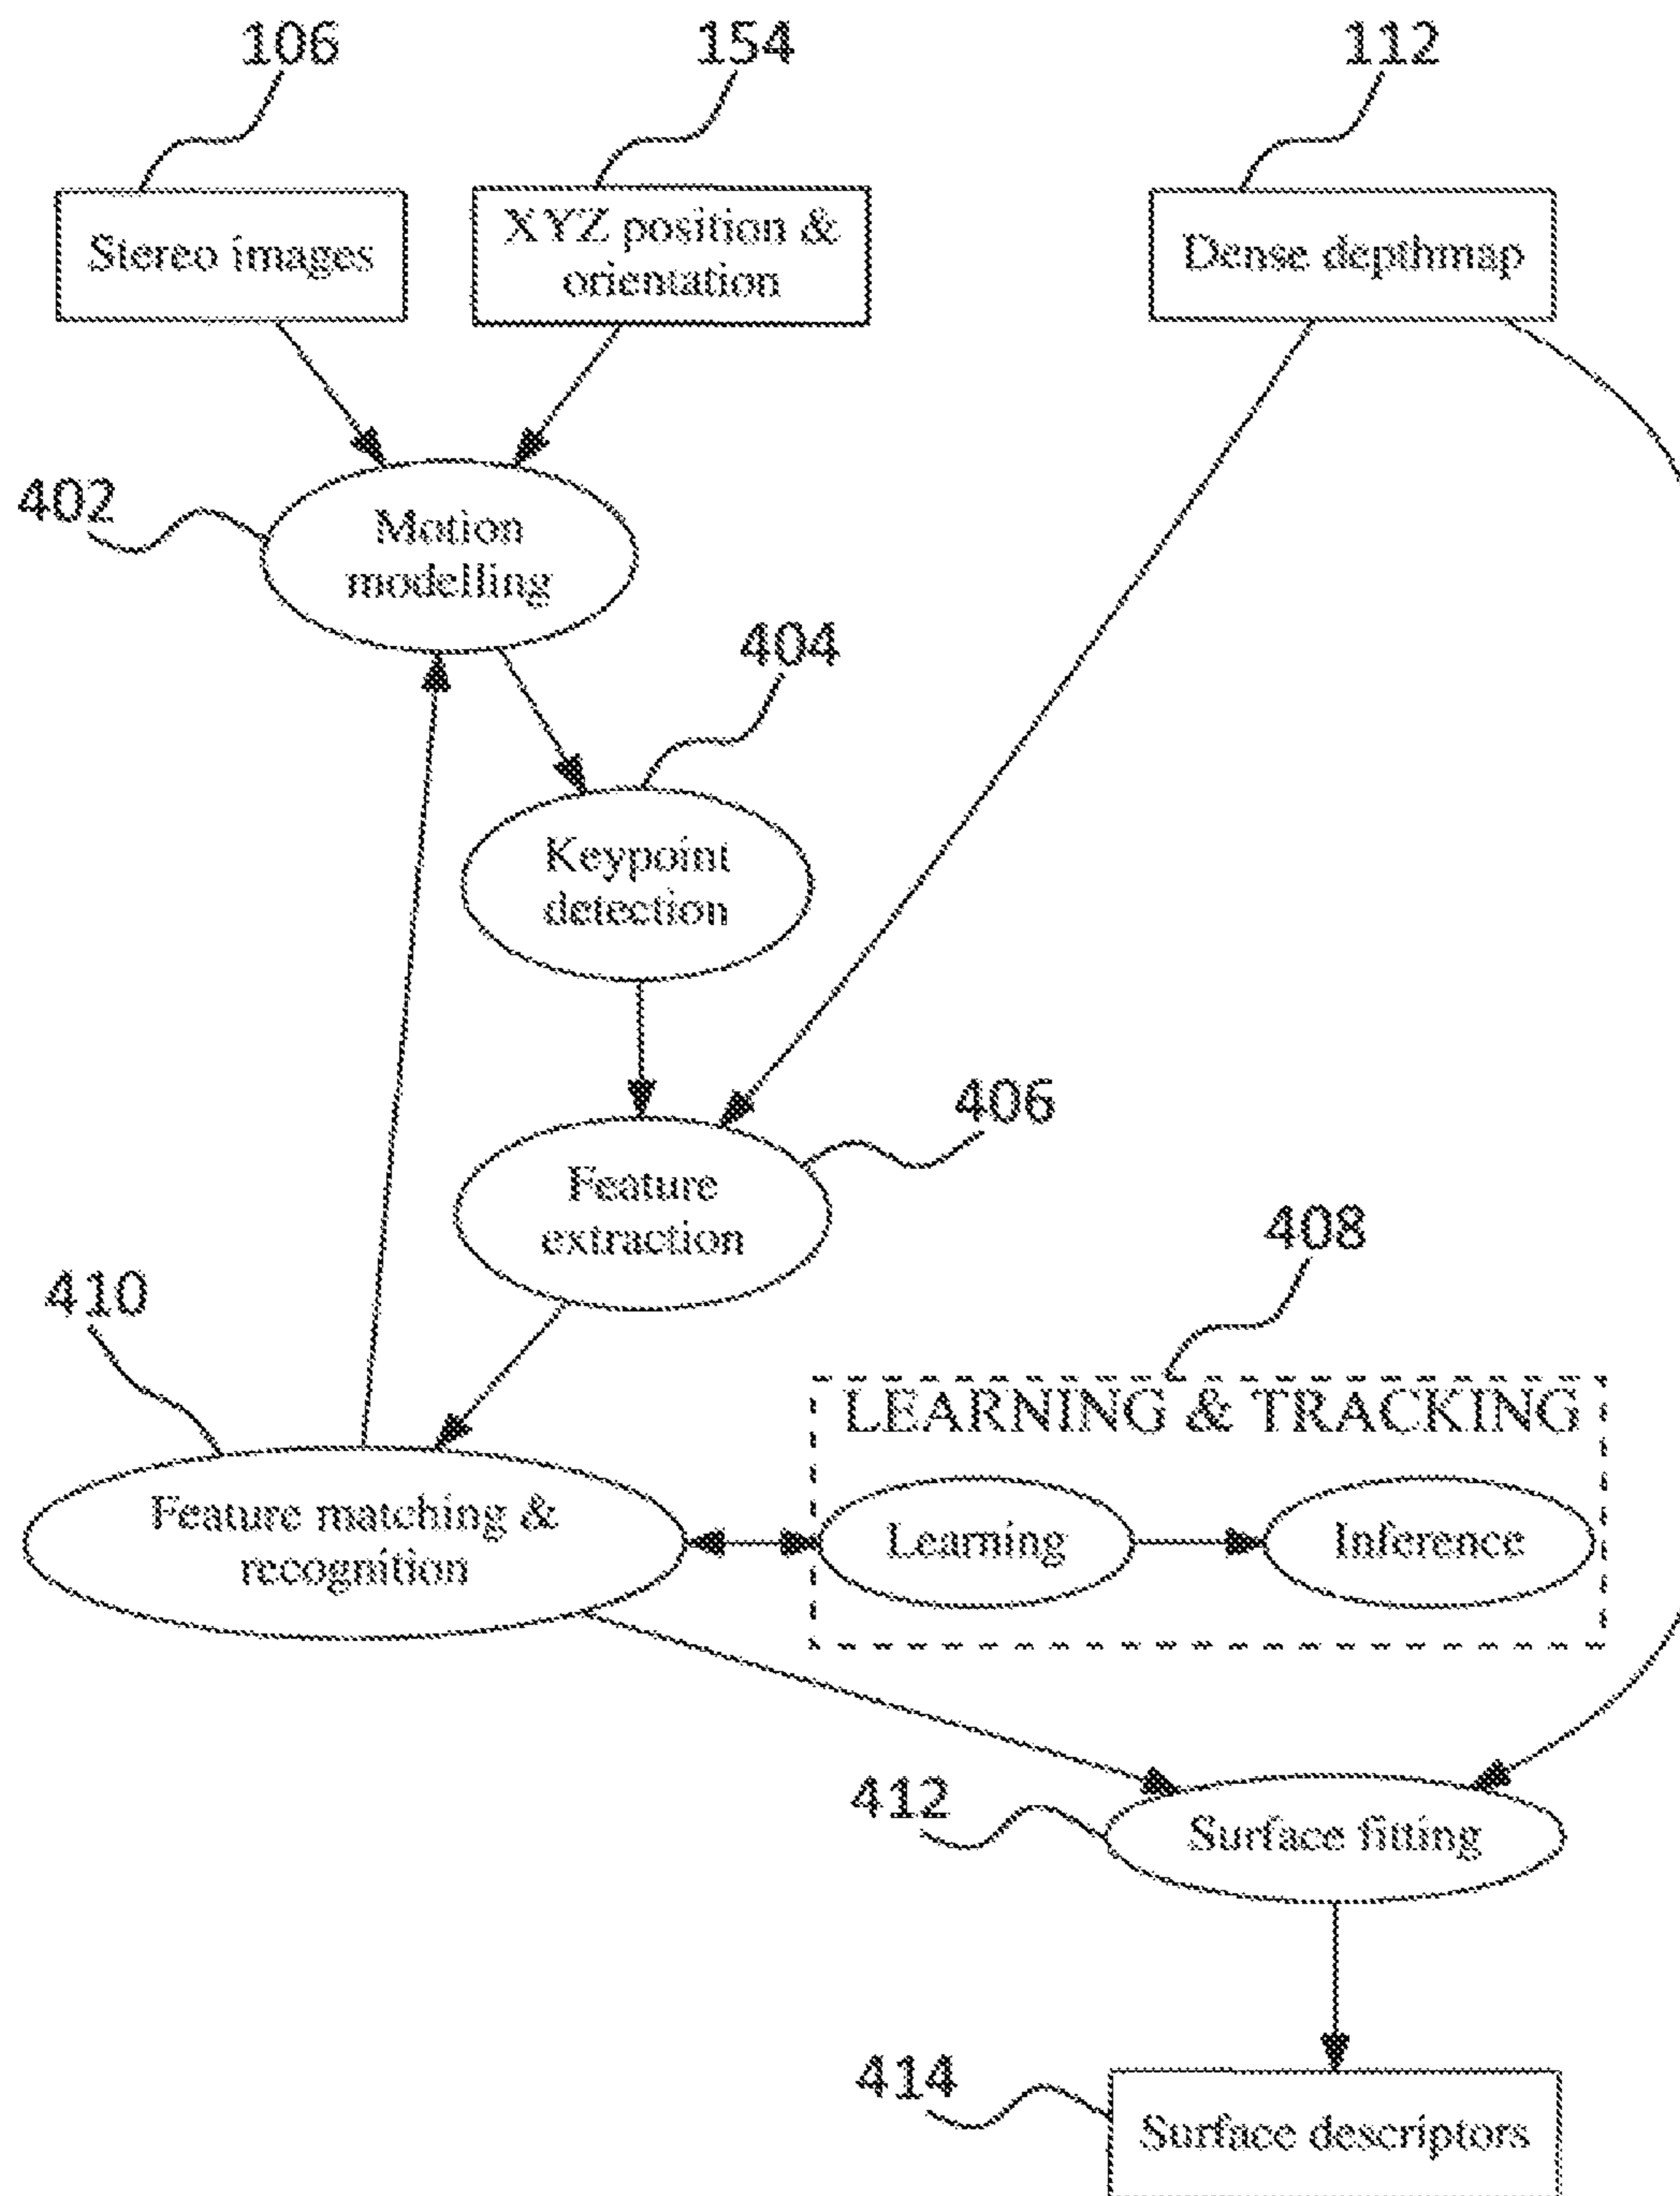 106
154
112
Stereo images
XYZ position &
orientation
Dense depthmap
402
Motion
modelling
404
Keypoint
detection
406
Feature
extraction
408
410
LEARNING & TRACKING
Feature matching &
recognition
Learning
Inference
412
Surface fitting
414
Surface descriptors